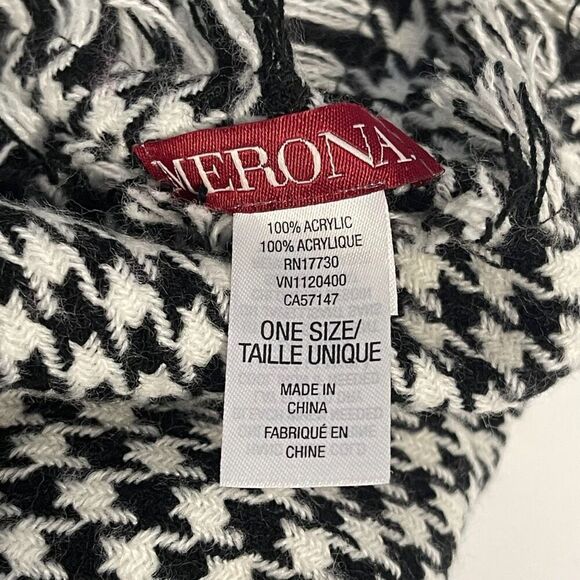 MERONA
100% ACRYLIC
100% ACRYLIQUE
RN17730
VN1120400
CA57147
ONE SIZE/
TAILLE UNIQUE
MADE IN
CHINA
FABRIQUÉ EN
CHINE